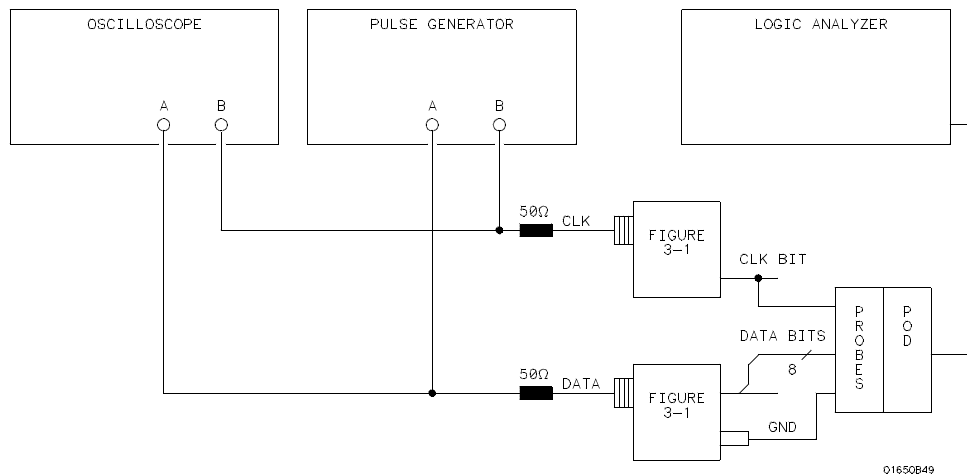 OSCILLOSCOPE
PULSE GENERATOR
LOGIC ANALYZER
A
B
A
B
50Ω
CLK
FIGURE
3-1
CLK BIT
PROBES
POD
DATA BITS
8
50Ω
DATA
FIGURE
3-1
GND
01650B49